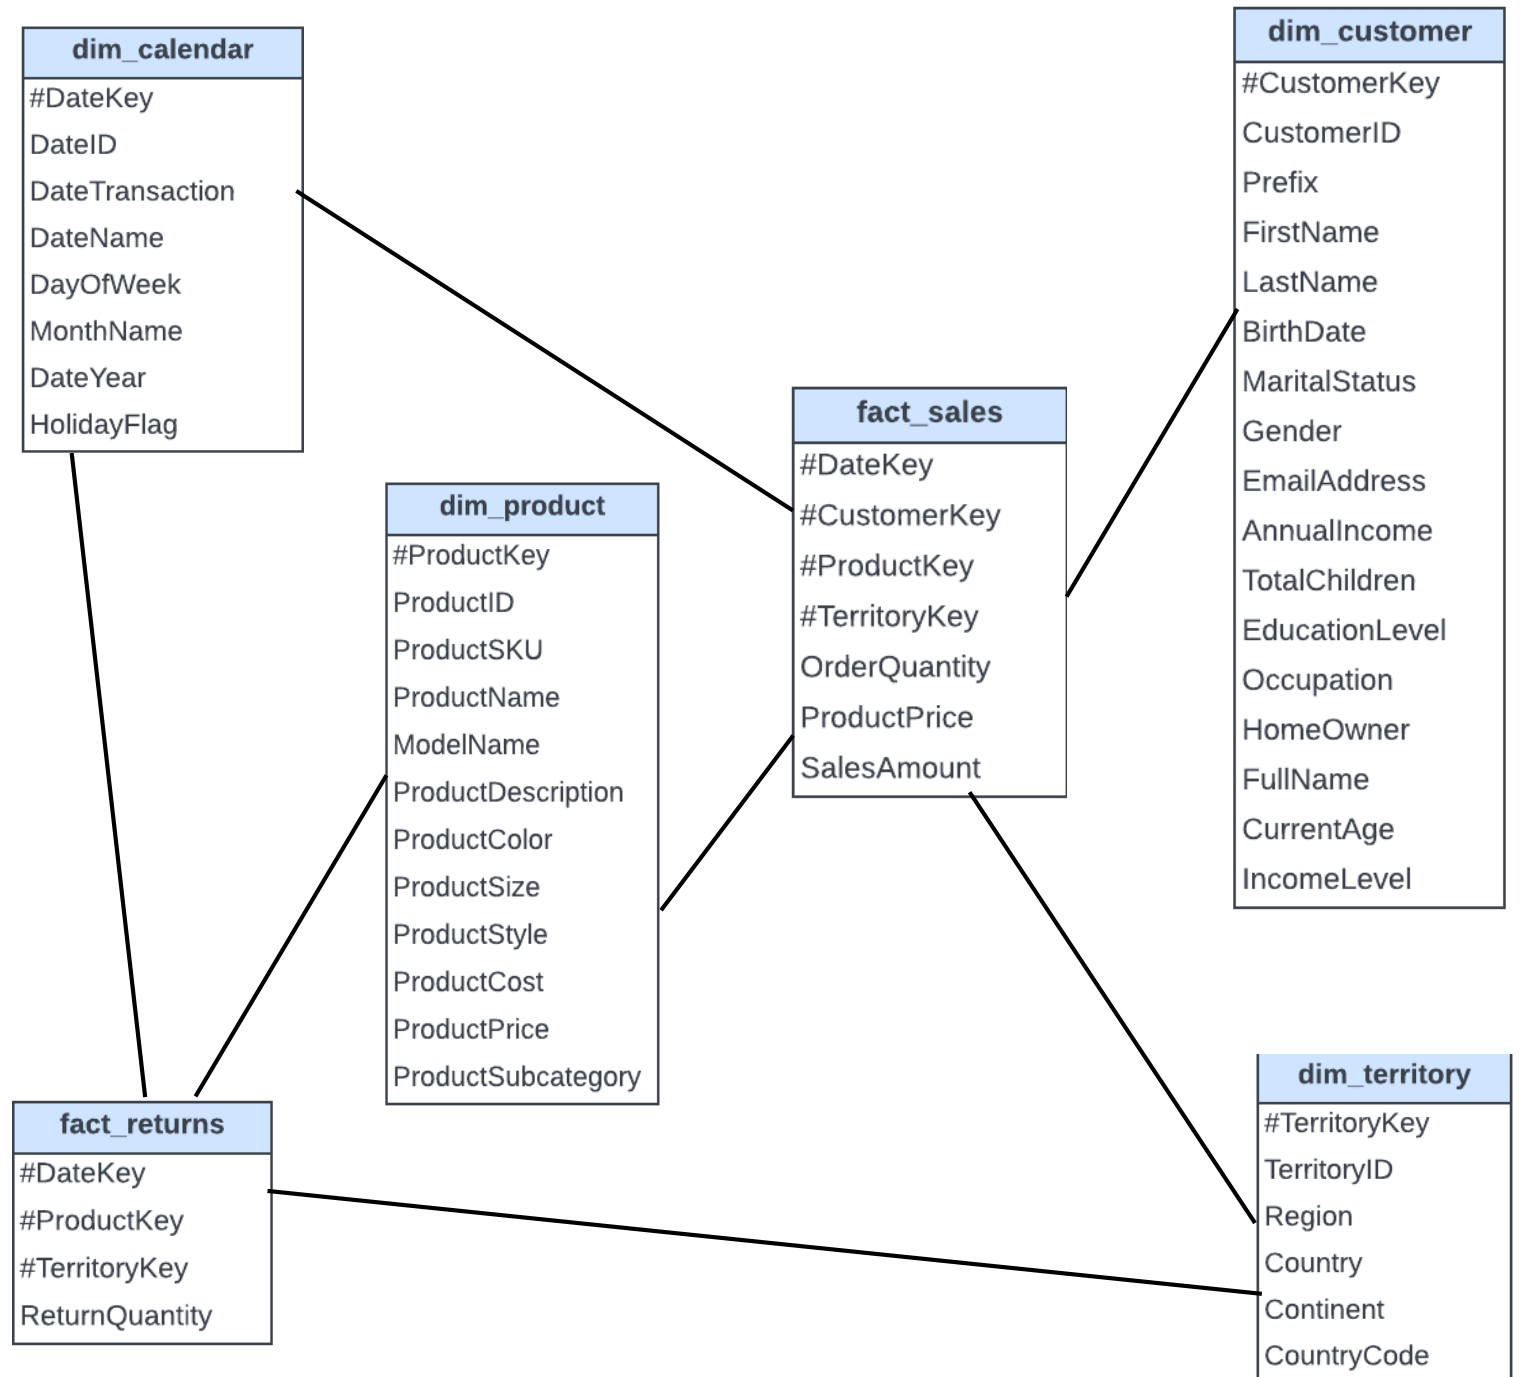 dim_calendar
#DateKey
DateID
DateTransaction
DateName
DayOfWeek
MonthName
DateYear
HolidayFlag
dim_product
#ProductKey
ProductID
ProductSKU
ProductName
ModelName
ProductDescription
ProductColor
ProductSize
ProductStyle
ProductCost
ProductPrice
ProductSubcategory
fact_sales
#DateKey
#CustomerKey
#ProductKey
#TerritoryKey
OrderQuantity
ProductPrice
SalesAmount
dim_customer
#CustomerKey
CustomerID
Prefix
FirstName
LastName
BirthDate
MaritalStatus
Gender
EmailAddress
AnnualIncome
TotalChildren
EducationLevel
Occupation
HomeOwner
FullName
CurrentAge
IncomeLevel
fact_returns
#DateKey
#ProductKey
#TerritoryKey
ReturnQuantity
dim_territory
#TerritoryKey
TerritoryID
Region
Country
Continent
CountryCode